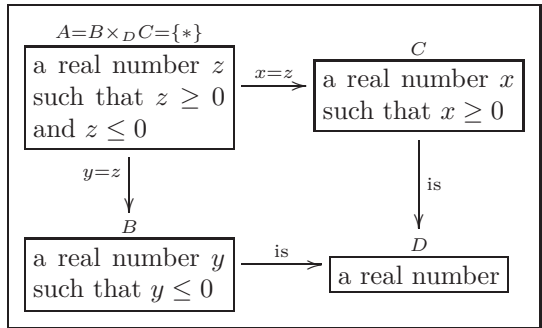 A=B×_D C={*}
a real number z
such that z ≥ 0
and z ≤ 0
x=z
C
a real number x
such that x ≥ 0
y=z
is
B
a real number y
such that y ≤ 0
is
D
a real number